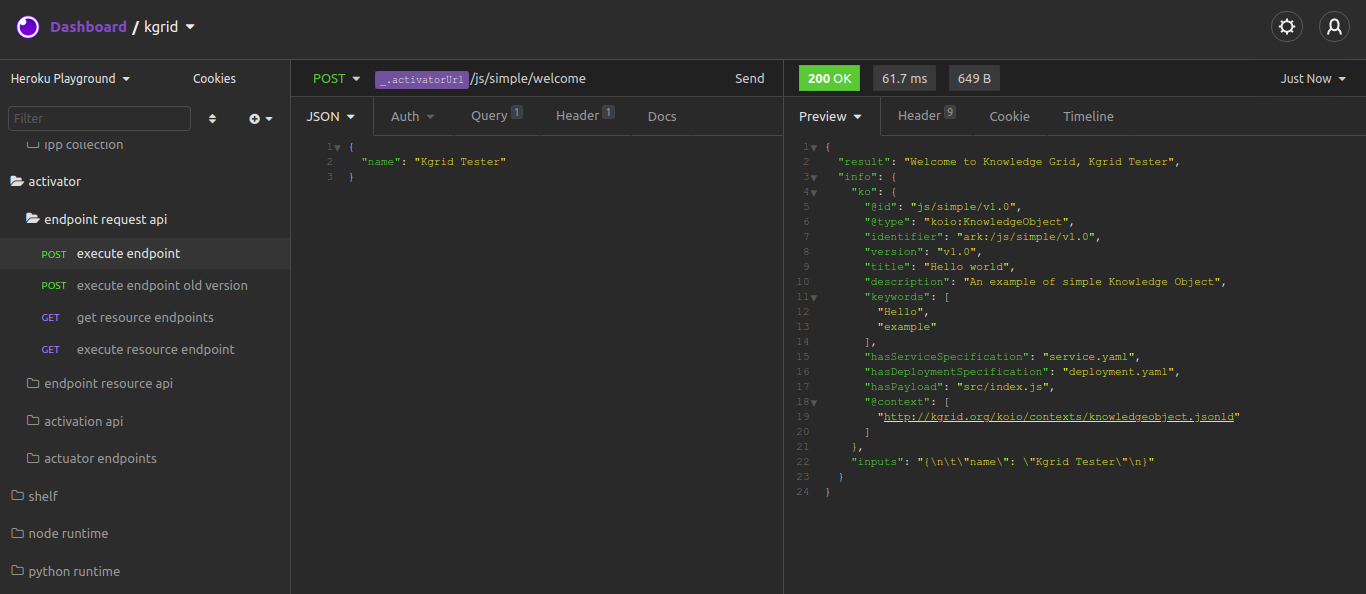 Dashboard / kgrid
Heroku Playground
Cookies
Filter
ipp collection
activator
endpoint request api
POST execute endpoint
POST execute endpoint old version
GET get resource endpoints
GET execute resource endpoint
endpoint resource api
activation api
actuator endpoints
shelf
node runtime
python runtime
POST _.activatorUrl/js/simple/welcome Send
JSON Auth Query 1 Header 1 Docs
1 {
2 "name": "Kgrid Tester"
3 }
200 OK 61.7 ms 649 B Just Now
Preview Header 9 Cookie Timeline
1 {
2 "result": "Welcome to Knowledge Grid, Kgrid Tester",
3 "info": {
4 "ko": {
5 "@id": "js/simple/v1.0",
6 "@type": "koio:KnowledgeObject",
7 "identifier": "ark:/js/simple/v1.0",
8 "version": "v1.0",
9 "title": "Hello world",
10 "description": "An example of simple Knowledge Object",
11 "keywords": [
12 "Hello",
13 "example"
14 ],
15 "hasServiceSpecification": "service.yaml",
16 "hasDeploymentSpecification": "deployment.yaml",
17 "hasPayload": "src/index.js",
18 "@context": [
19 "http://kgrid.org/koio/contexts/knowledgeobject.jsonld"
20 ]
21 },
22 "inputs": "{\n\t\"name\": \"Kgrid Tester\"\n}"
23 }
24 }